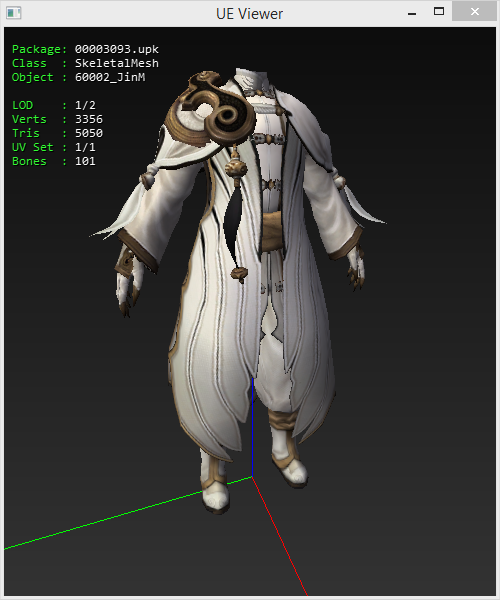 UE Viewer
Package: 00003093.upk
Class : SkeletalMesh
Object : 60002_JinM
LOD : 1/2
Verts : 3356
Tris : 5050
UV Set : 1/1
Bones : 101